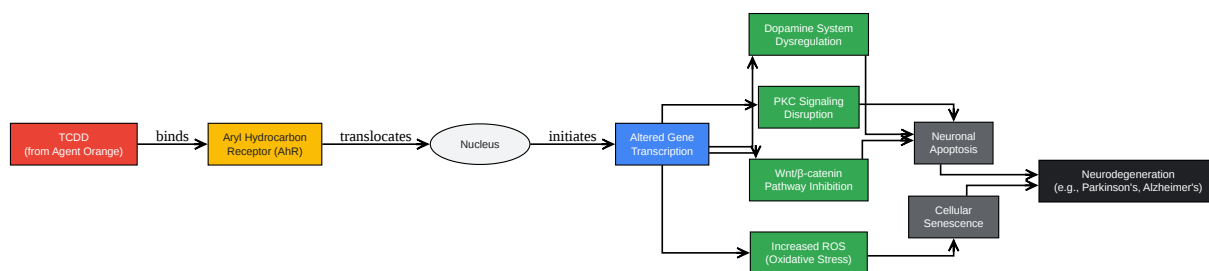 TCDD
(from Agent Orange)
binds
Aryl Hydrocarbon
Receptor (AhR)
translocates
Nucleus
initiates
Altered Gene
Transcription
Dopamine System
Dysregulation
PKC Signaling
Disruption
Wnt/β-catenin
Pathway Inhibition
Increased ROS
(Oxidative Stress)
Neuronal
Apoptosis
Cellular
Senescence
Neurodegeneration
(e.g., Parkinson's, Alzheimer's)